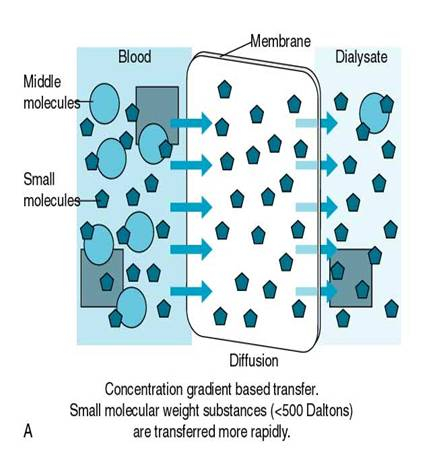 Membrane
Blood
Dialysate
Middle
molecules
Small
molecules
Diffusion
Concentration gradient based transfer.
Small molecular weight substances (<500 Daltons)
are transferred more rapidly.
A